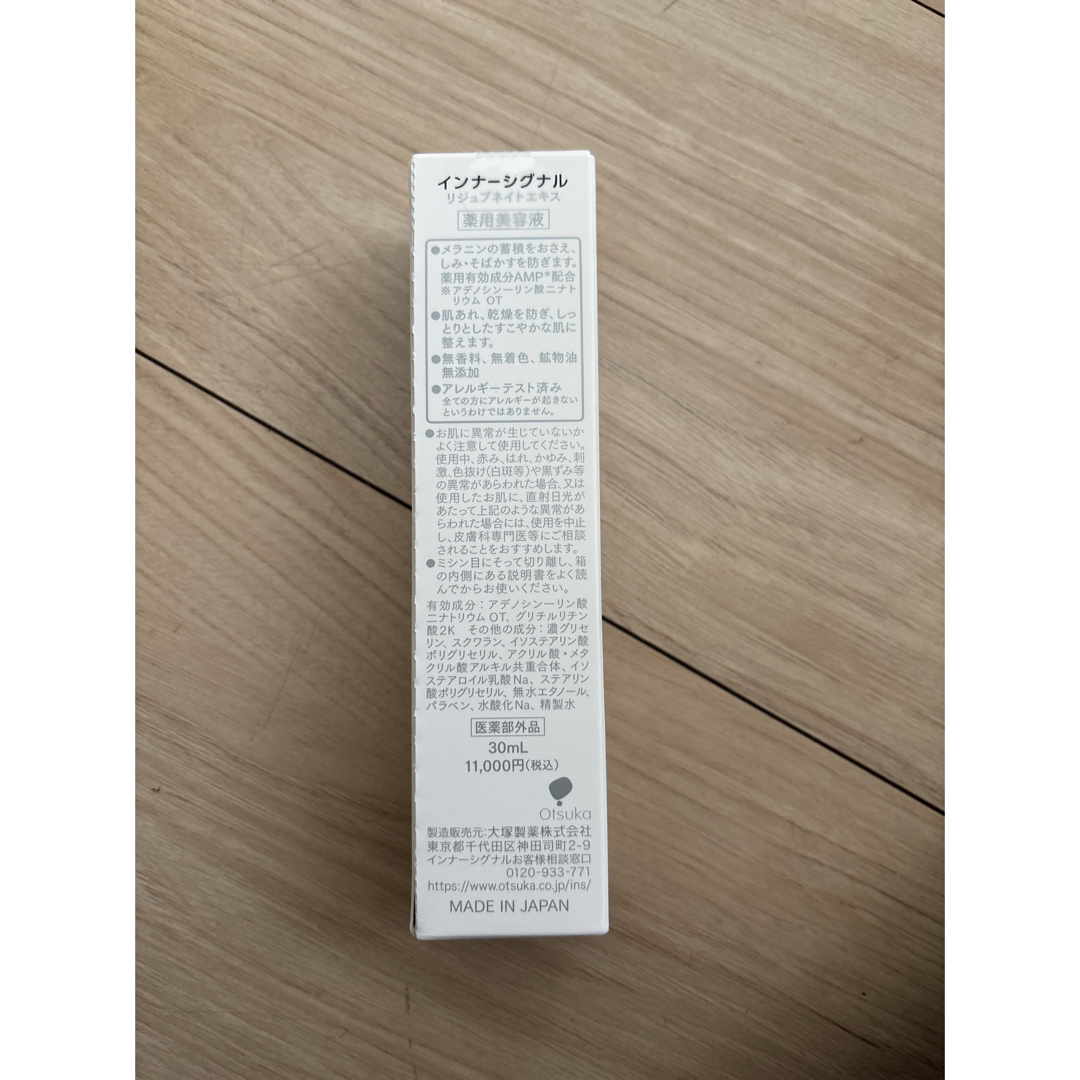 インナーシグナル
リジュブネイトエキス
薬用美容液
●メラニンの蓄積をおさえ、
しみ・そばかすを防ぎます。
薬用有効成分AMP※配合
※アデノシン一リン酸二ナト
リウム OT
●肌あれ、乾燥を防ぎ、しっ
とりとしたすこやかな肌に
整えます。
●無香料、無着色、鉱物油
無添加
●アレルギーテスト済み
全ての方にアレルギーが起きない
というわけではありません。
●お肌に異常が生じていないか
よく注意して使用してください。
使用中、赤み、はれ、かゆみ、刺
激、色抜け(白斑等)や黒ずみ等
の異常があらわれた場合、又は
使用したお肌に、直射日光が
あたって上記のような異常があ
らわれた場合には、使用を中止
し、皮膚科専門医等にご相談
されることをおすすめします。
●ミシン目にそって切り離し、箱
の内側にある説明書をよく読
んでからお使いください。
有効成分：アデノシン一リン酸
二ナトリウム OT、グリチルリチン
酸2K その他の成分：濃グリセ
リン、スクワラン、イソステアリン酸
ポリグリセリル、アクリル酸・メタ
クリル酸アルキル共重合体、イソ
ステアロイル乳酸Na、ステアリン
酸ポリグリセリル、無水エタノール、
パラベン、水酸化Na、精製水
医薬部外品
30mL
11,000円(税込)
Otsuka
製造販売元：大塚製薬株式会社
東京都千代田区神田司町2-9
インナーシグナルお客様相談窓口
0120-933-771
https://www.otsuka.co.jp/ins/
MADE IN JAPAN